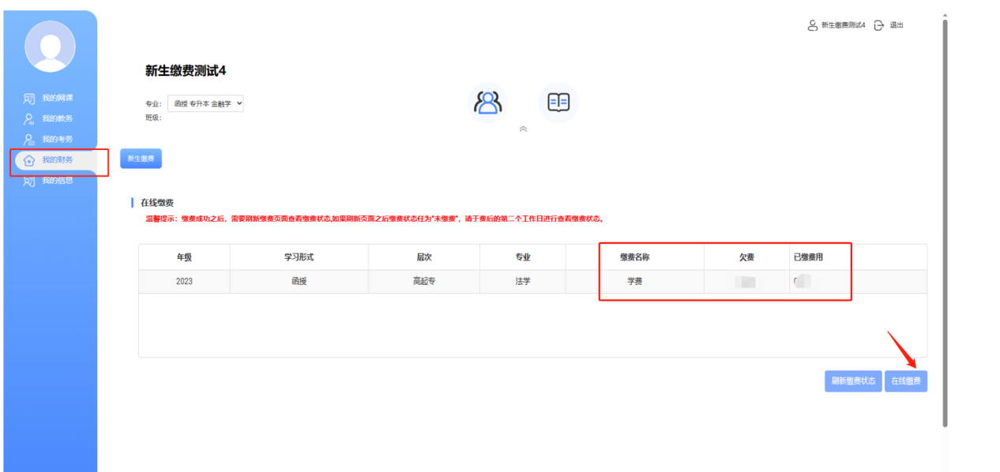 新生缴费测试4 退出
新生缴费测试4
专业： 函授 专升本 金融学
班级：
我的网课
我的教务
我的考务
我的财务
我的信息
新生缴费
在线缴费
温馨提示：缴费成功之后，需要刷新缴费页面查看缴费状态,如果刷新页面之后缴费状态任为"未缴费"，请于费后的第二个工作日进行查看缴费状态。
年级 学习形式 层次 专业 缴费名称 欠费 已缴费用
2023 函授 高起专 法学 学费
刷新缴费状态 在线缴费